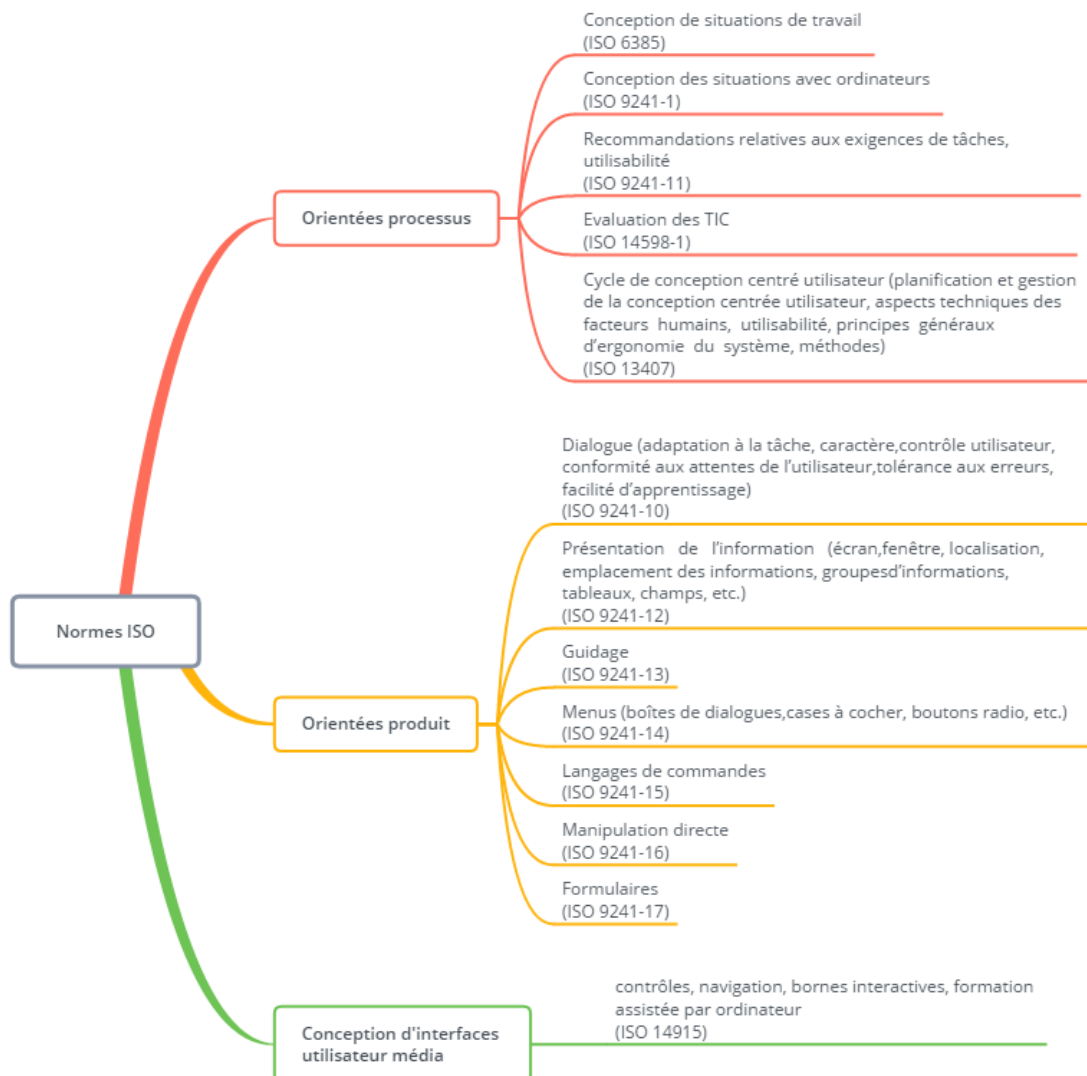 Conception de situations de travail
(ISO 6385)
Conception des situations avec ordinateurs
(ISO 9241-1)
Recommandations relatives aux exigences de tâches,
utilisabilité
(ISO 9241-11)
Orientées processus
Evaluation des TIC
(ISO 14598-1)
Cycle de conception centré utilisateur (planification et gestion
de la conception centrée utilisateur, aspects techniques des
facteurs humains, utilisabilité, principes généraux
d’ergonomie du système, méthodes)
(ISO 13407)
Dialogue (adaptation à la tâche, caractère,contrôle utilisateur,
conformité aux attentes de l’utilisateur,tolérance aux erreurs,
facilité d’apprentissage)
(ISO 9241-10)
Présentation de l’information (écran,fenêtre, localisation,
emplacement des informations, groupesd’informations,
tableaux, champs, etc.)
(ISO 9241-12)
Normes ISO
Guidage
(ISO 9241-13)
Orientées produit
Menus (boîtes de dialogues,cases à cocher, boutons radio, etc.)
(ISO 9241-14)
Langages de commandes
(ISO 9241-15)
Manipulation directe
(ISO 9241-16)
Formulaires
(ISO 9241-17)
Conception d'interfaces
utilisateur média
contrôles, navigation, bornes interactives, formation
assistée par ordinateur
(ISO 14915)